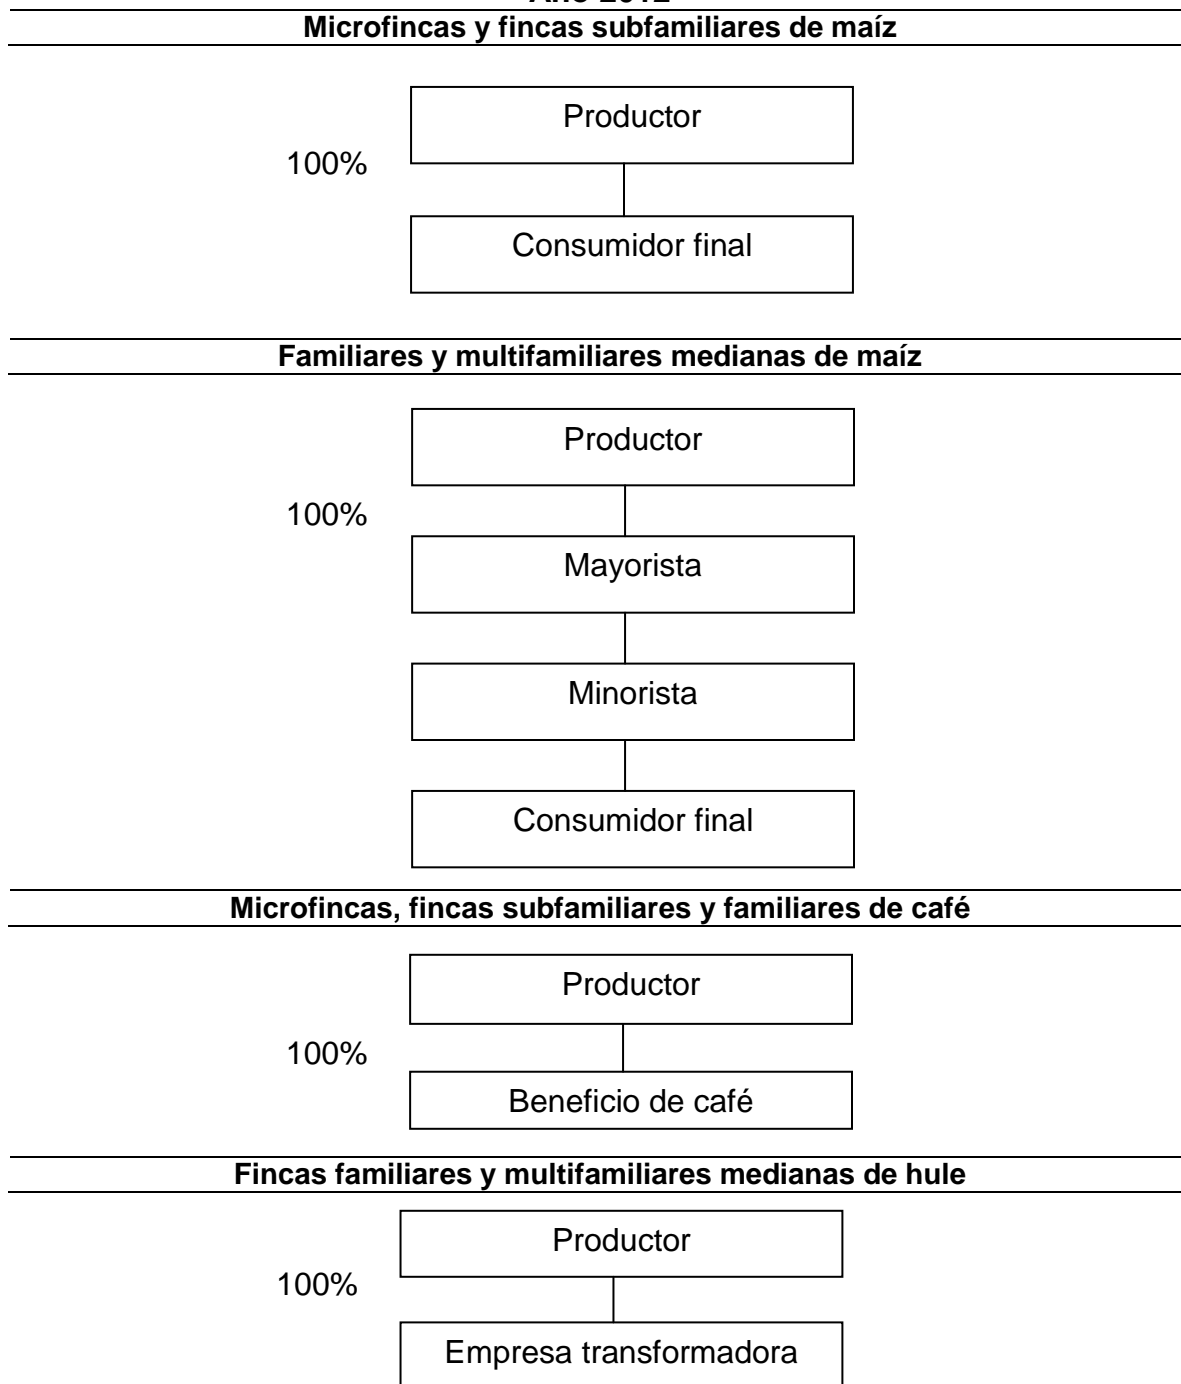 Año 2012
Microfincas y fincas subfamiliares de maíz
Productor
100%
Consumidor final
Familiares y multifamiliares medianas de maíz
Productor
100%
Mayorista
Minorista
Consumidor final
Microfincas, fincas subfamiliares y familiares de café
Productor
100%
Beneficio de café
Fincas familiares y multifamiliares medianas de hule
Productor
100%
Empresa transformadora